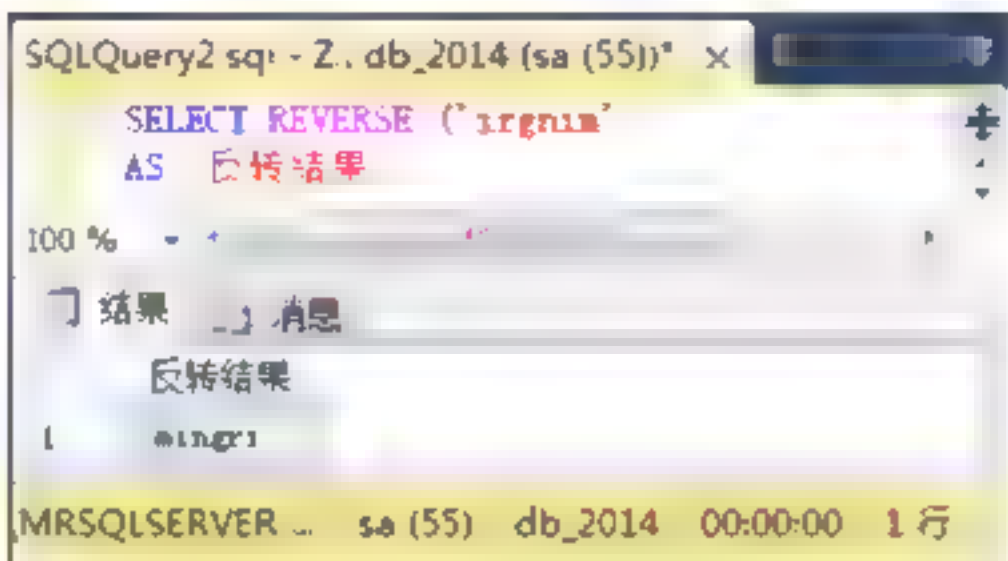 SQLQuery2.sql - Z... db_2014 (sa (55))* ×
SELECT REVERSE ('irgnim'
AS 反转结果
100 %
结果 消息
反转结果
1 mingri
MRSQLSERVER ... sa (55) db_2014 00:00:00 1 行